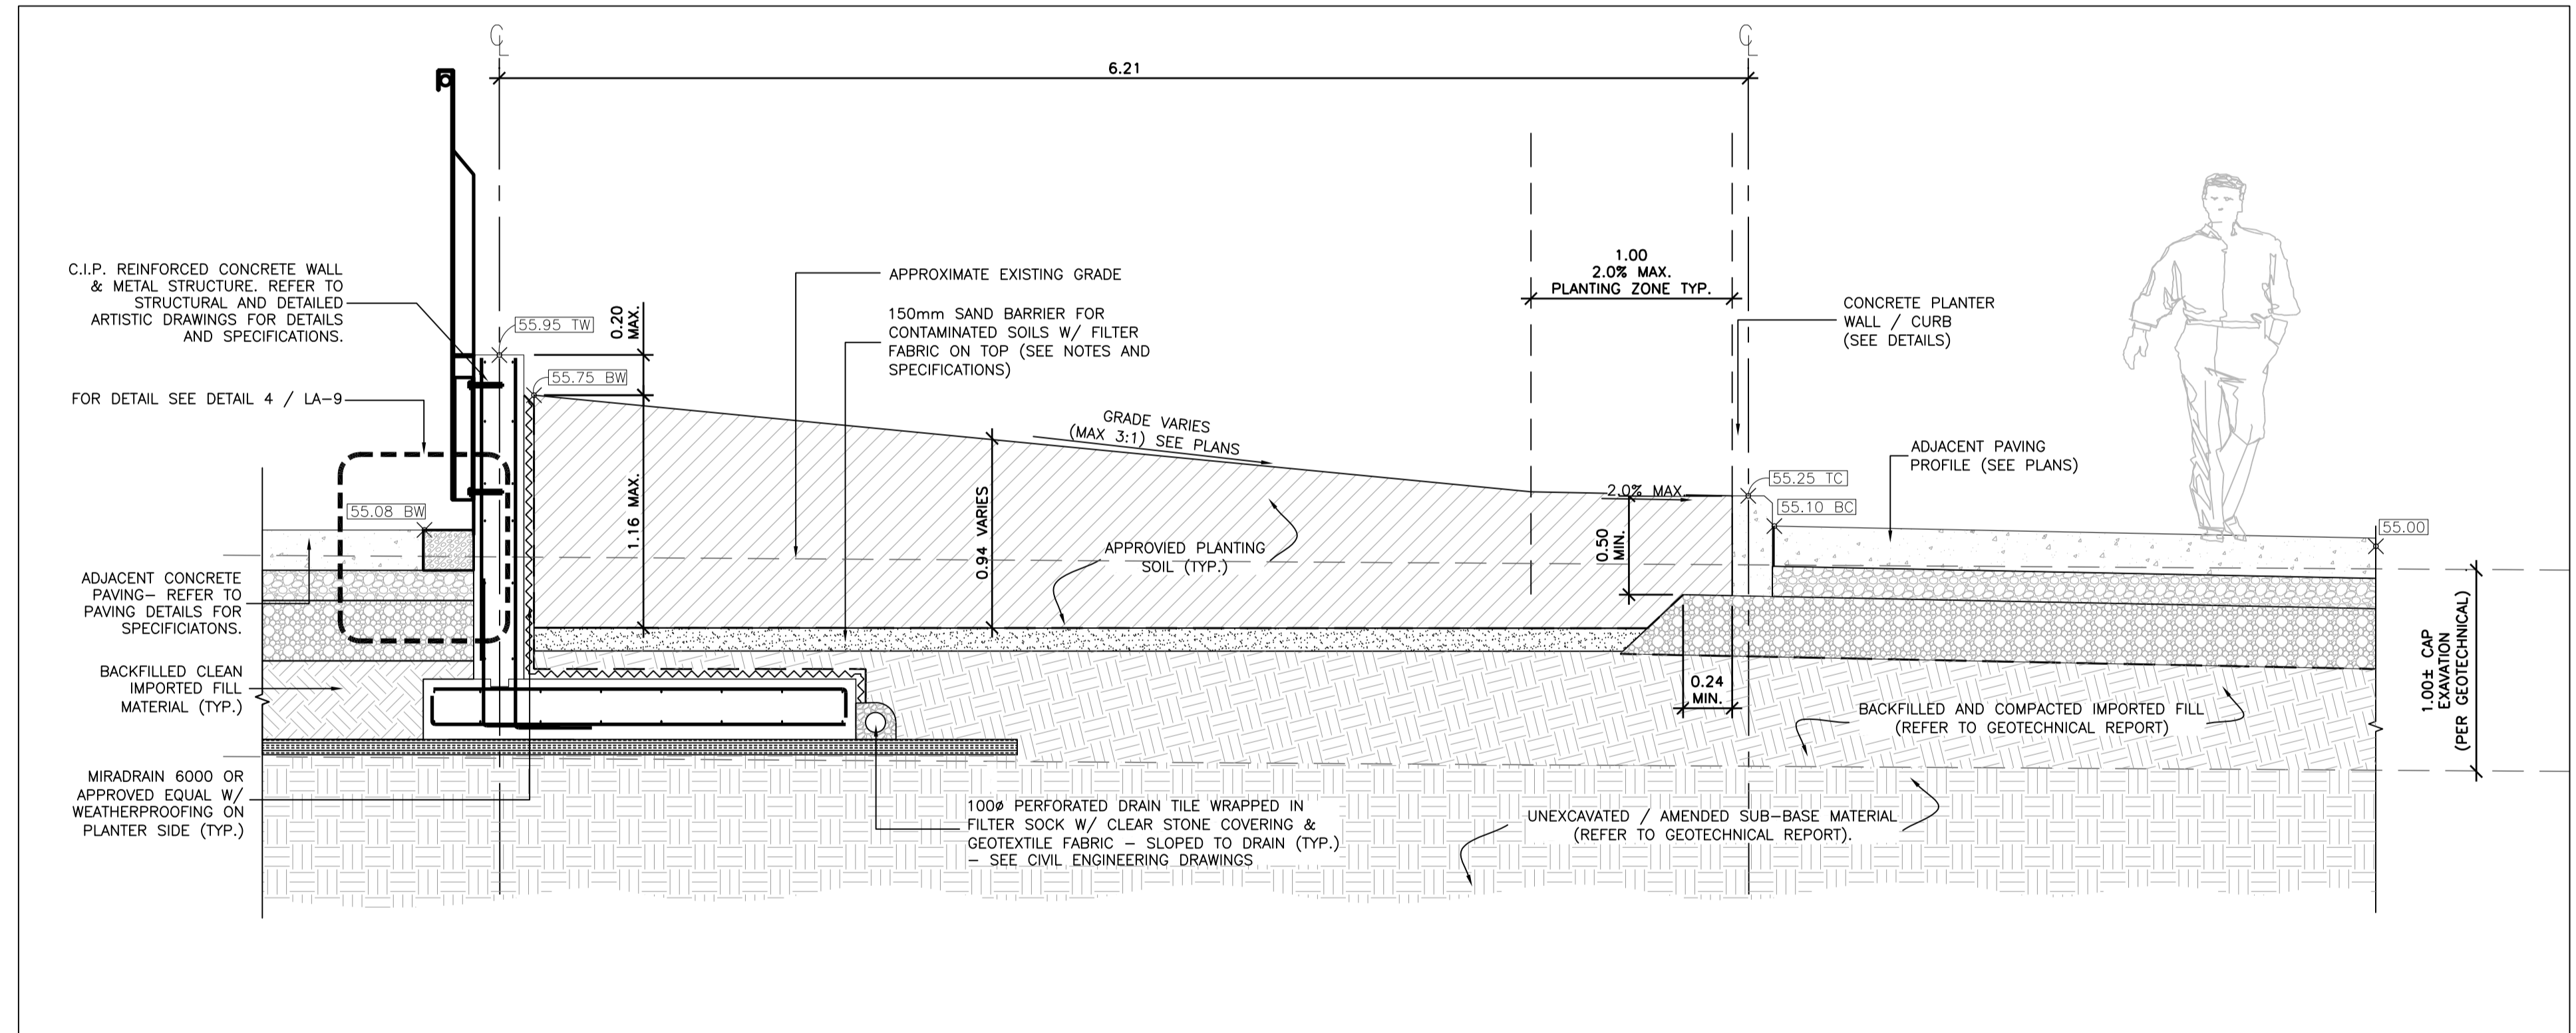 CL
CL
6.21
C.I.P. REINFORCED CONCRETE WALL
& METAL STRUCTURE. REFER TO
STRUCTURAL AND DETAILED
ARTISTIC DRAWINGS FOR DETAILS
AND SPECIFICATIONS.
FOR DETAIL SEE DETAIL 4 / LA-9
55.95 TW
0.20
MAX.
55.75 BW
55.08 BW
1.16 MAX.
APPROXIMATE EXISTING GRADE
150mm SAND BARRIER FOR
CONTAMINATED SOILS W/ FILTER
FABRIC ON TOP (SEE NOTES AND
SPECIFICATIONS)
0.94 VARIES
GRADE VARIES
(MAX 3:1) SEE PLANS
APPROVIED PLANTING
SOIL (TYP.)
1.00
2.0% MAX.
PLANTING ZONE TYP.
2.0% MAX
0.50
MIN.
CONCRETE PLANTER
WALL / CURB
(SEE DETAILS)
55.25 TC
55.10 BC
ADJACENT PAVING
PROFILE (SEE PLANS)
55.00
ADJACENT CONCRETE
PAVING- REFER TO
PAVING DETAILS FOR
SPECIFICIATONS.
BACKFILLED CLEAN
IMPORTED FILL
MATERIAL (TYP.)
MIRADRAIN 6000 OR
APPROVED EQUAL W/
WEATHERPROOFING ON
PLANTER SIDE (TYP.)
100ø PERFORATED DRAIN TILE WRAPPED IN
FILTER SOCK W/ CLEAR STONE COVERING &
GEOTEXTILE FABRIC – SLOPED TO DRAIN (TYP.)
– SEE CIVIL ENGINEERING DRAWINGS
0.24
MIN.
BACKFILLED AND COMPACTED IMPORTED FILL
(REFER TO GEOTECHNICAL REPORT)
UNEXCAVATED / AMENDED SUB-BASE MATERIAL
(REFER TO GEOTECHNICAL REPORT).
1.00± CAP
EXAVATION
(PER GEOTECHNICAL)